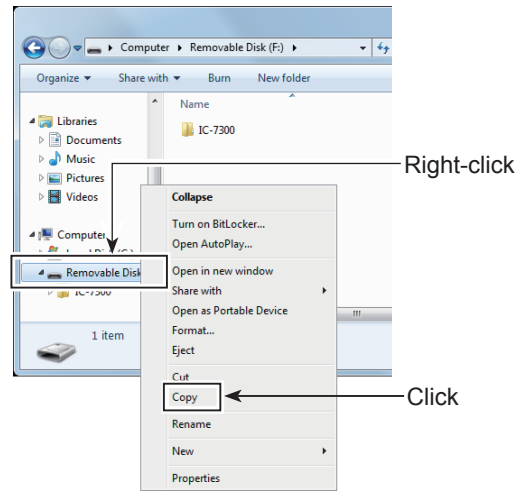 Computer Removable Disk (F:)
Organize Share with Burn New folder
Name
IC-7300
Libraries
Documents
Music
Pictures
Videos
Computer
Removable Disk
IC-7300
1 item
Collapse
Turn on BitLocker...
Open AutoPlay...
Open in new window
Share with
Open as Portable Device
Format...
Eject
Cut
Copy
Rename
New
Properties
Right-click
Click